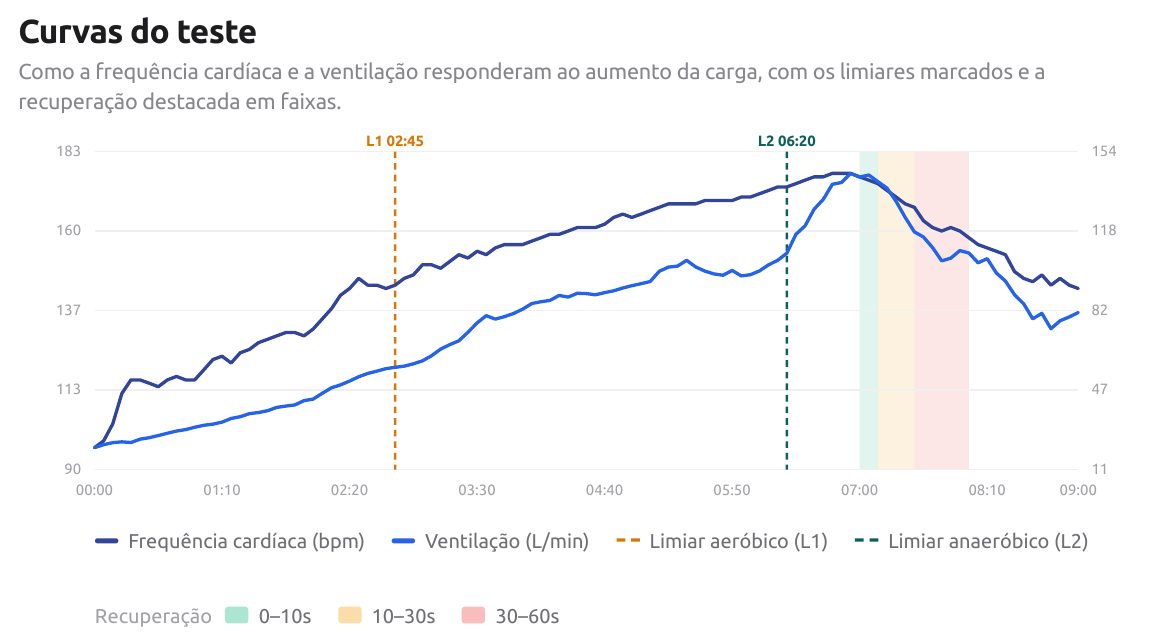 Curvas do teste
Como a frequência cardíaca e a ventilação responderam ao aumento da carga, com os limiares marcados e a
recuperação destacada em faixas.
L1 02:45
L2 06:20
183
154
160
118
137
82
113
47
90
11
00:00
01:10
02:20
03:30
04:40
05:50
07:00
08:10
09:00
Frequência cardíaca (bpm)
Ventilação (L/min)
Limiar aeróbico (L1)
Limiar anaeróbico (L2)
Recuperação
0–10s
10–30s
30–60s